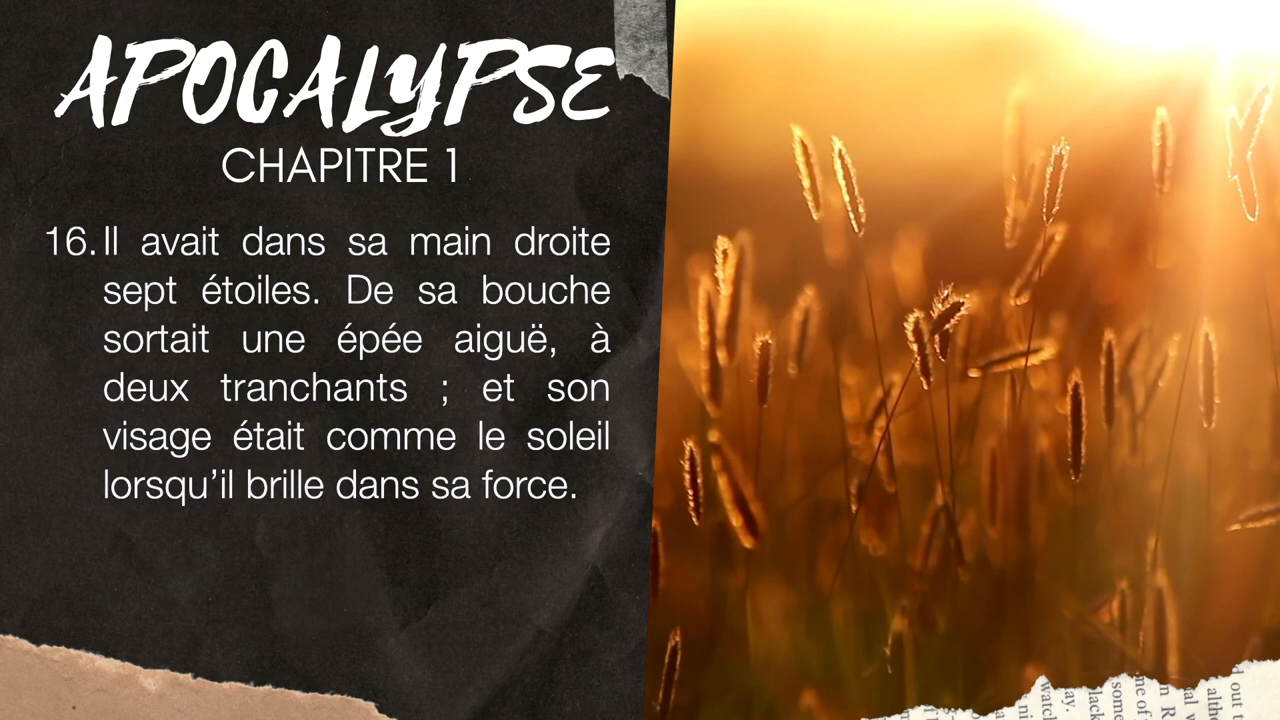 APOCALYPSE
CHAPITRE 1
16. Il avait dans sa main droite
sept étoiles. De sa bouche
sortait une épée aiguë, à
deux tranchants ; et son
visage était comme le soleil
lorsqu’il brille dans sa force.